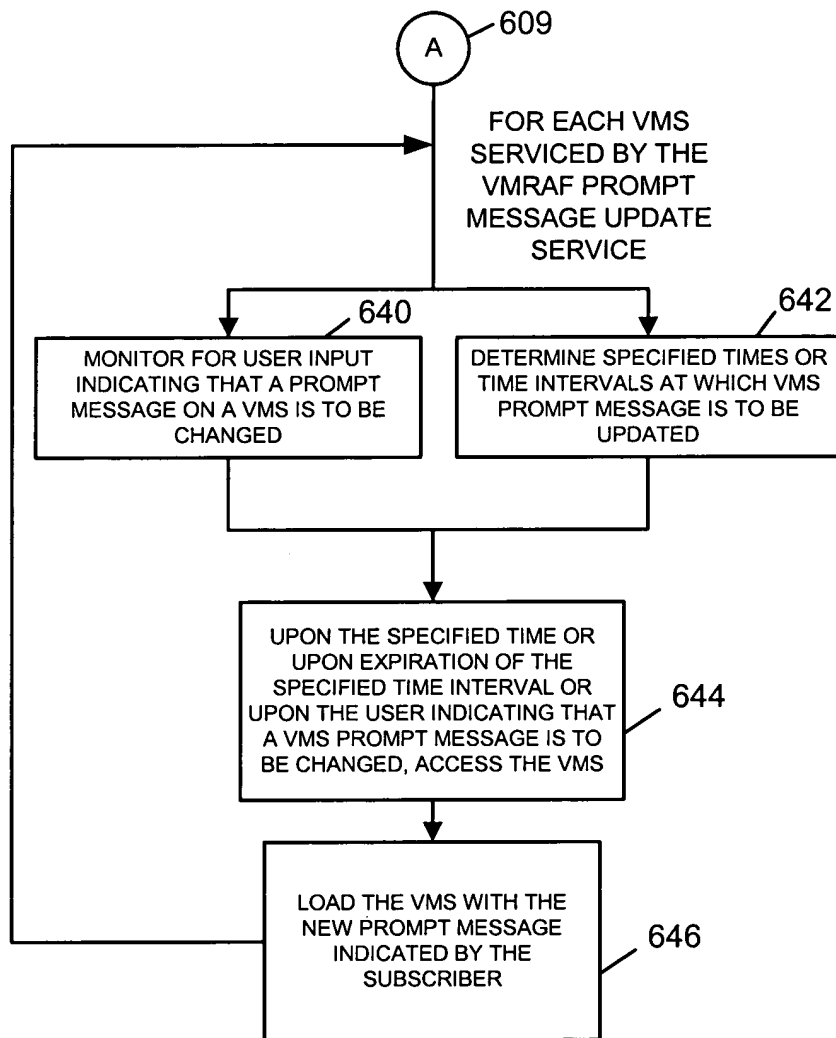 A
609
FOR EACH VMS
SERVICED BY THE
VMRAF PROMPT
MESSAGE UPDATE
SERVICE
640
MONITOR FOR USER INPUT
INDICATING THAT A PROMPT
MESSAGE ON A VMS IS TO BE
CHANGED
642
DETERMINE SPECIFIED TIMES OR
TIME INTERVALS AT WHICH VMS
PROMPT MESSAGE IS TO BE
UPDATED
UPON THE SPECIFIED TIME OR
UPON EXPIRATION OF THE
SPECIFIED TIME INTERVAL OR
UPON THE USER INDICATING THAT
A VMS PROMPT MESSAGE IS TO
BE CHANGED, ACCESS THE VMS
644
LOAD THE VMS WITH THE
NEW PROMPT MESSAGE
INDICATED BY THE
SUBSCRIBER
646